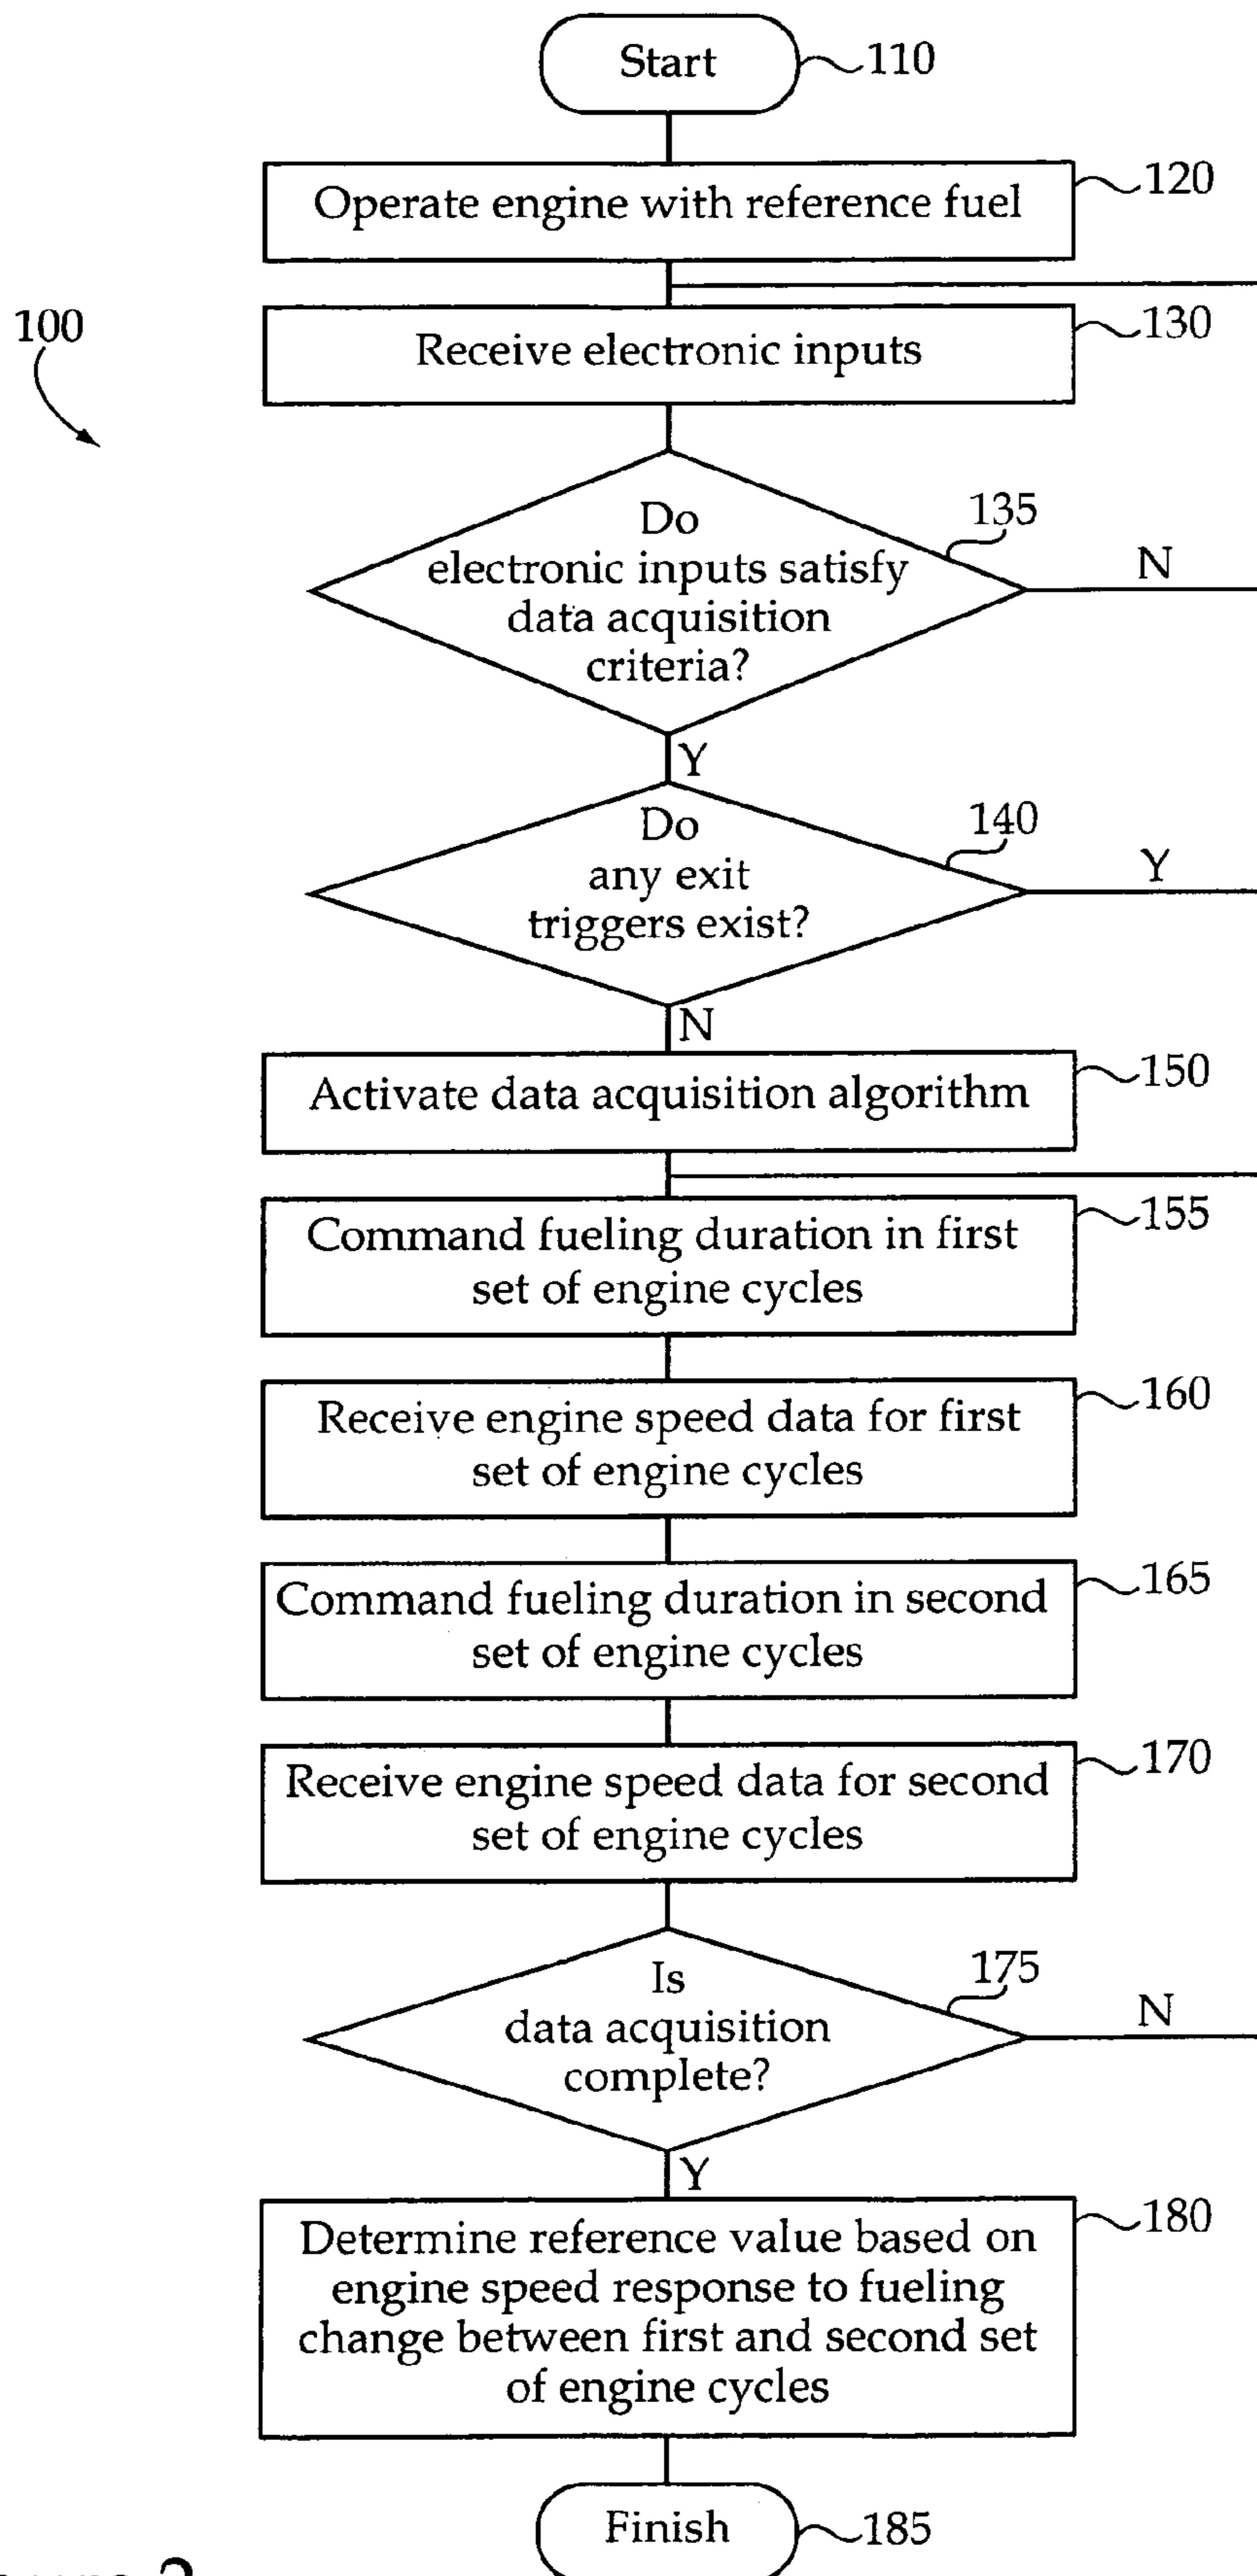 Start
110
Operate engine with reference fuel
120
100
Receive electronic inputs
130
Do
electronic inputs satisfy
data acquisition
criteria?
135
N
Y
Do
any exit
triggers exist?
140
Y
N
Activate data acquisition algorithm
150
Command fueling duration in first
set of engine cycles
155
Receive engine speed data for first
set of engine cycles
160
Command fueling duration in second
set of engine cycles
165
Receive engine speed data for second
set of engine cycles
170
Is
data acquisition
complete?
175
N
Y
Determine reference value based on
engine speed response to fueling
change between first and second set
of engine cycles
180
Finish
185